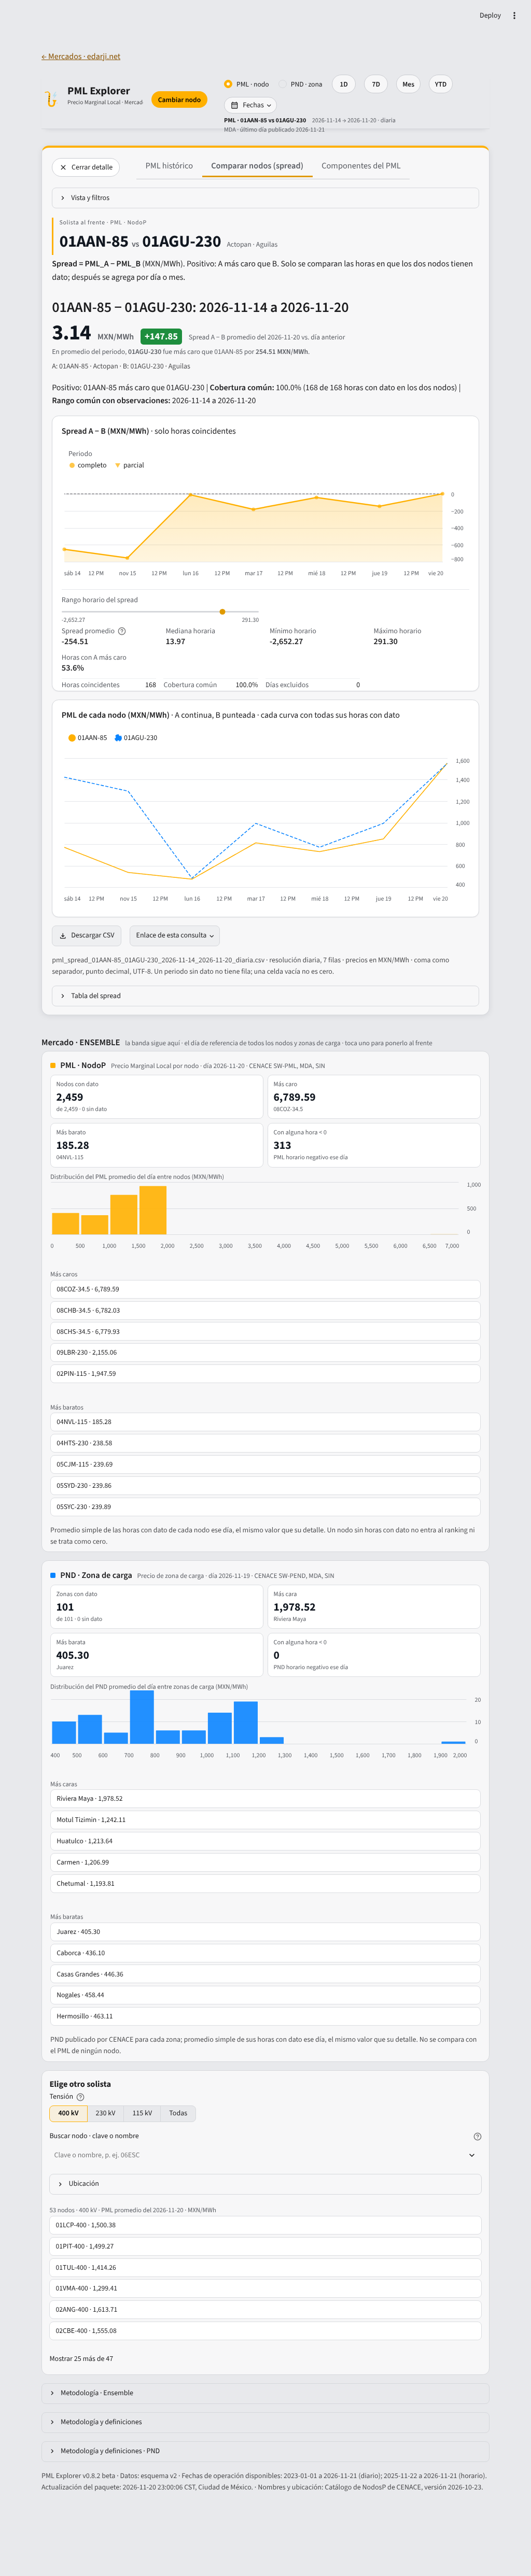 Deploy
← Mercados · edarji.net
PML Explorer
Precio Marginal Local · Mercad
Cambiar nodo
PML · nodo
PND · zona
1D
7D
Mes
YTD
Fechas
PML · 01AAN-85 vs 01AGU-230 2026-11-14 → 2026-11-20 · diaria
MDA · último día publicado 2026-11-21
Cerrar detalle
PML histórico
Comparar nodos (spread)
Componentes del PML
Vista y filtros
Solista al frente · PML · NodoP
01AAN-85 vs 01AGU-230 Actopan · Aguilas
Spread = PML_A − PML_B (MXN/MWh). Positivo: A más caro que B. Solo se comparan las horas en que los dos nodos tienen
dato; después se agrega por día o mes.
01AAN-85 − 01AGU-230: 2026-11-14 a 2026-11-20
3.14 MXN/MWh +147.85 Spread A − B promedio del 2026-11-20 vs. día anterior
En promedio del periodo, 01AGU-230 fue más caro que 01AAN-85 por 254.51 MXN/MWh.
A: 01AAN-85 · Actopan · B: 01AGU-230 · Aguilas
Positivo: 01AAN-85 más caro que 01AGU-230 | Cobertura común: 100.0% (168 de 168 horas con dato en los dos nodos) |
Rango común con observaciones: 2026-11-14 a 2026-11-20
Spread A − B (MXN/MWh) · solo horas coincidentes
Periodo
completo parcial
0
−200
−400
−600
−800
sáb 14 12 PM nov 15 12 PM lun 16 12 PM mar 17 12 PM mié 18 12 PM jue 19 12 PM vie 20
Rango horario del spread
-2,652.27 291.30
Spread promedio Mediana horaria Mínimo horario Máximo horario
-254.51 13.97 -2,652.27 291.30
Horas con A más caro
53.6%
Horas coincidentes 168 Cobertura común 100.0% Días excluidos 0
PML de cada nodo (MXN/MWh) · A continua, B punteada · cada curva con todas sus horas con dato
01AAN-85 01AGU-230
1,600
1,400
1,200
1,000
800
600
400
sáb 14 12 PM nov 15 12 PM lun 16 12 PM mar 17 12 PM mié 18 12 PM jue 19 12 PM vie 20
Descargar CSV
Enlace de esta consulta
pml_spread_01AAN-85_01AGU-230_2026-11-14_2026-11-20_diaria.csv · resolución diaria, 7 filas · precios en MXN/MWh · coma como
separador, punto decimal, UTF-8. Un periodo sin dato no tiene fila; una celda vacía no es cero.
Tabla del spread
Mercado · ENSEMBLE la banda sigue aquí · el día de referencia de todos los nodos y zonas de carga · toca uno para ponerlo al frente
PML · NodoP Precio Marginal Local por nodo · día 2026-11-20 · CENACE SW-PML, MDA, SIN
Nodos con dato
2,459
de 2,459 · 0 sin dato
Más caro
6,789.59
08COZ-34.5
Más barato
185.28
04NVL-115
Con alguna hora < 0
313
PML horario negativo ese día
Distribución del PML promedio del día entre nodos (MXN/MWh)
1,000
500
0
0 500 1,000 1,500 2,000 2,500 3,000 3,500 4,000 4,500 5,000 5,500 6,000 6,500 7,000
Más caros
08COZ-34.5 · 6,789.59
08CHB-34.5 · 6,782.03
08CHS-34.5 · 6,779.93
09LBR-230 · 2,155.06
02PIN-115 · 1,947.59
Más baratos
04NVL-115 · 185.28
04HTS-230 · 238.58
05CJM-115 · 239.69
05SYD-230 · 239.86
05SYC-230 · 239.89
Promedio simple de las horas con dato de cada nodo ese día, el mismo valor que su detalle. Un nodo sin horas con dato no entra al ranking ni
se trata como cero.
PND · Zona de carga Precio de zona de carga · día 2026-11-19 · CENACE SW-PEND, MDA, SIN
Zonas con dato
101
de 101 · 0 sin dato
Más cara
1,978.52
Riviera Maya
Más barata
405.30
Juarez
Con alguna hora < 0
0
PND horario negativo ese día
Distribución del PND promedio del día entre zonas de carga (MXN/MWh)
20
10
0
400 500 600 700 800 900 1,000 1,100 1,200 1,300 1,400 1,500 1,600 1,700 1,800 1,900 2,000
Más caras
Riviera Maya · 1,978.52
Motul Tizimin · 1,242.11
Huatulco · 1,213.64
Carmen · 1,206.99
Chetumal · 1,193.81
Más baratas
Juarez · 405.30
Caborca · 436.10
Casas Grandes · 446.36
Nogales · 458.44
Hermosillo · 463.11
PND publicado por CENACE para cada zona; promedio simple de sus horas con dato ese día, el mismo valor que su detalle. No se compara con
el PML de ningún nodo.
Elige otro solista
Tensión
400 kV 230 kV 115 kV Todas
Buscar nodo · clave o nombre
Clave o nombre, p. ej. 06ESC
Ubicación
53 nodos · 400 kV · PML promedio del 2026-11-20 · MXN/MWh
01LCP-400 · 1,500.38
01PIT-400 · 1,499.27
01TUL-400 · 1,414.26
01VMA-400 · 1,299.41
02ANG-400 · 1,613.71
02CBE-400 · 1,555.08
Mostrar 25 más de 47
Metodología · Ensemble
Metodología y definiciones
Metodología y definiciones · PND
PML Explorer v0.8.2 beta · Datos: esquema v2 · Fechas de operación disponibles: 2023-01-01 a 2026-11-21 (diario); 2025-11-22 a 2026-11-21 (horario).
Actualización del paquete: 2026-11-20 23:00:06 CST, Ciudad de México. · Nombres y ubicación: Catálogo de NodosP de CENACE, versión 2026-10-23.